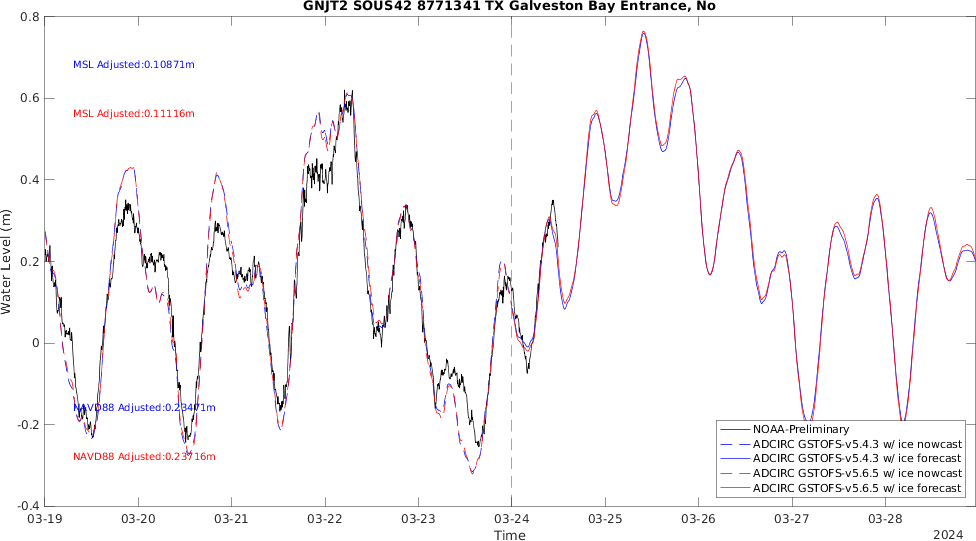 GNJT2 SOUS42 8771341 TX Galveston Bay Entrance, No
0.8
MSL Adjusted:0.10871m
0.6
MSL Adjusted:0.11116m
0.4
0.2
Water Level (m)
0
NAVD88 Adjusted:0.23471m
-0.2
NAVD88 Adjusted:0.23716m
-0.4
NOAA-Preliminary
ADCIRC GSTOFS-v5.4.3 w/ ice nowcast
ADCIRC GSTOFS-v5.4.3 w/ ice forecast
ADCIRC GSTOFS-v5.6.5 w/ ice nowcast
ADCIRC GSTOFS-v5.6.5 w/ ice forecast
03-19 03-20 03-21 03-22 03-23 03-24 03-25 03-26 03-27 03-28
Time
2024